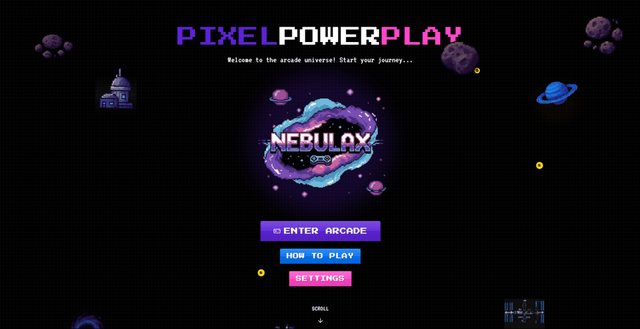 PIXELPOWERPLAY
Welcome to the arcade universe! Start your journey...
NEBULAX
ENTER ARCADE
HOW TO PLAY
SETTINGS
SCROLL